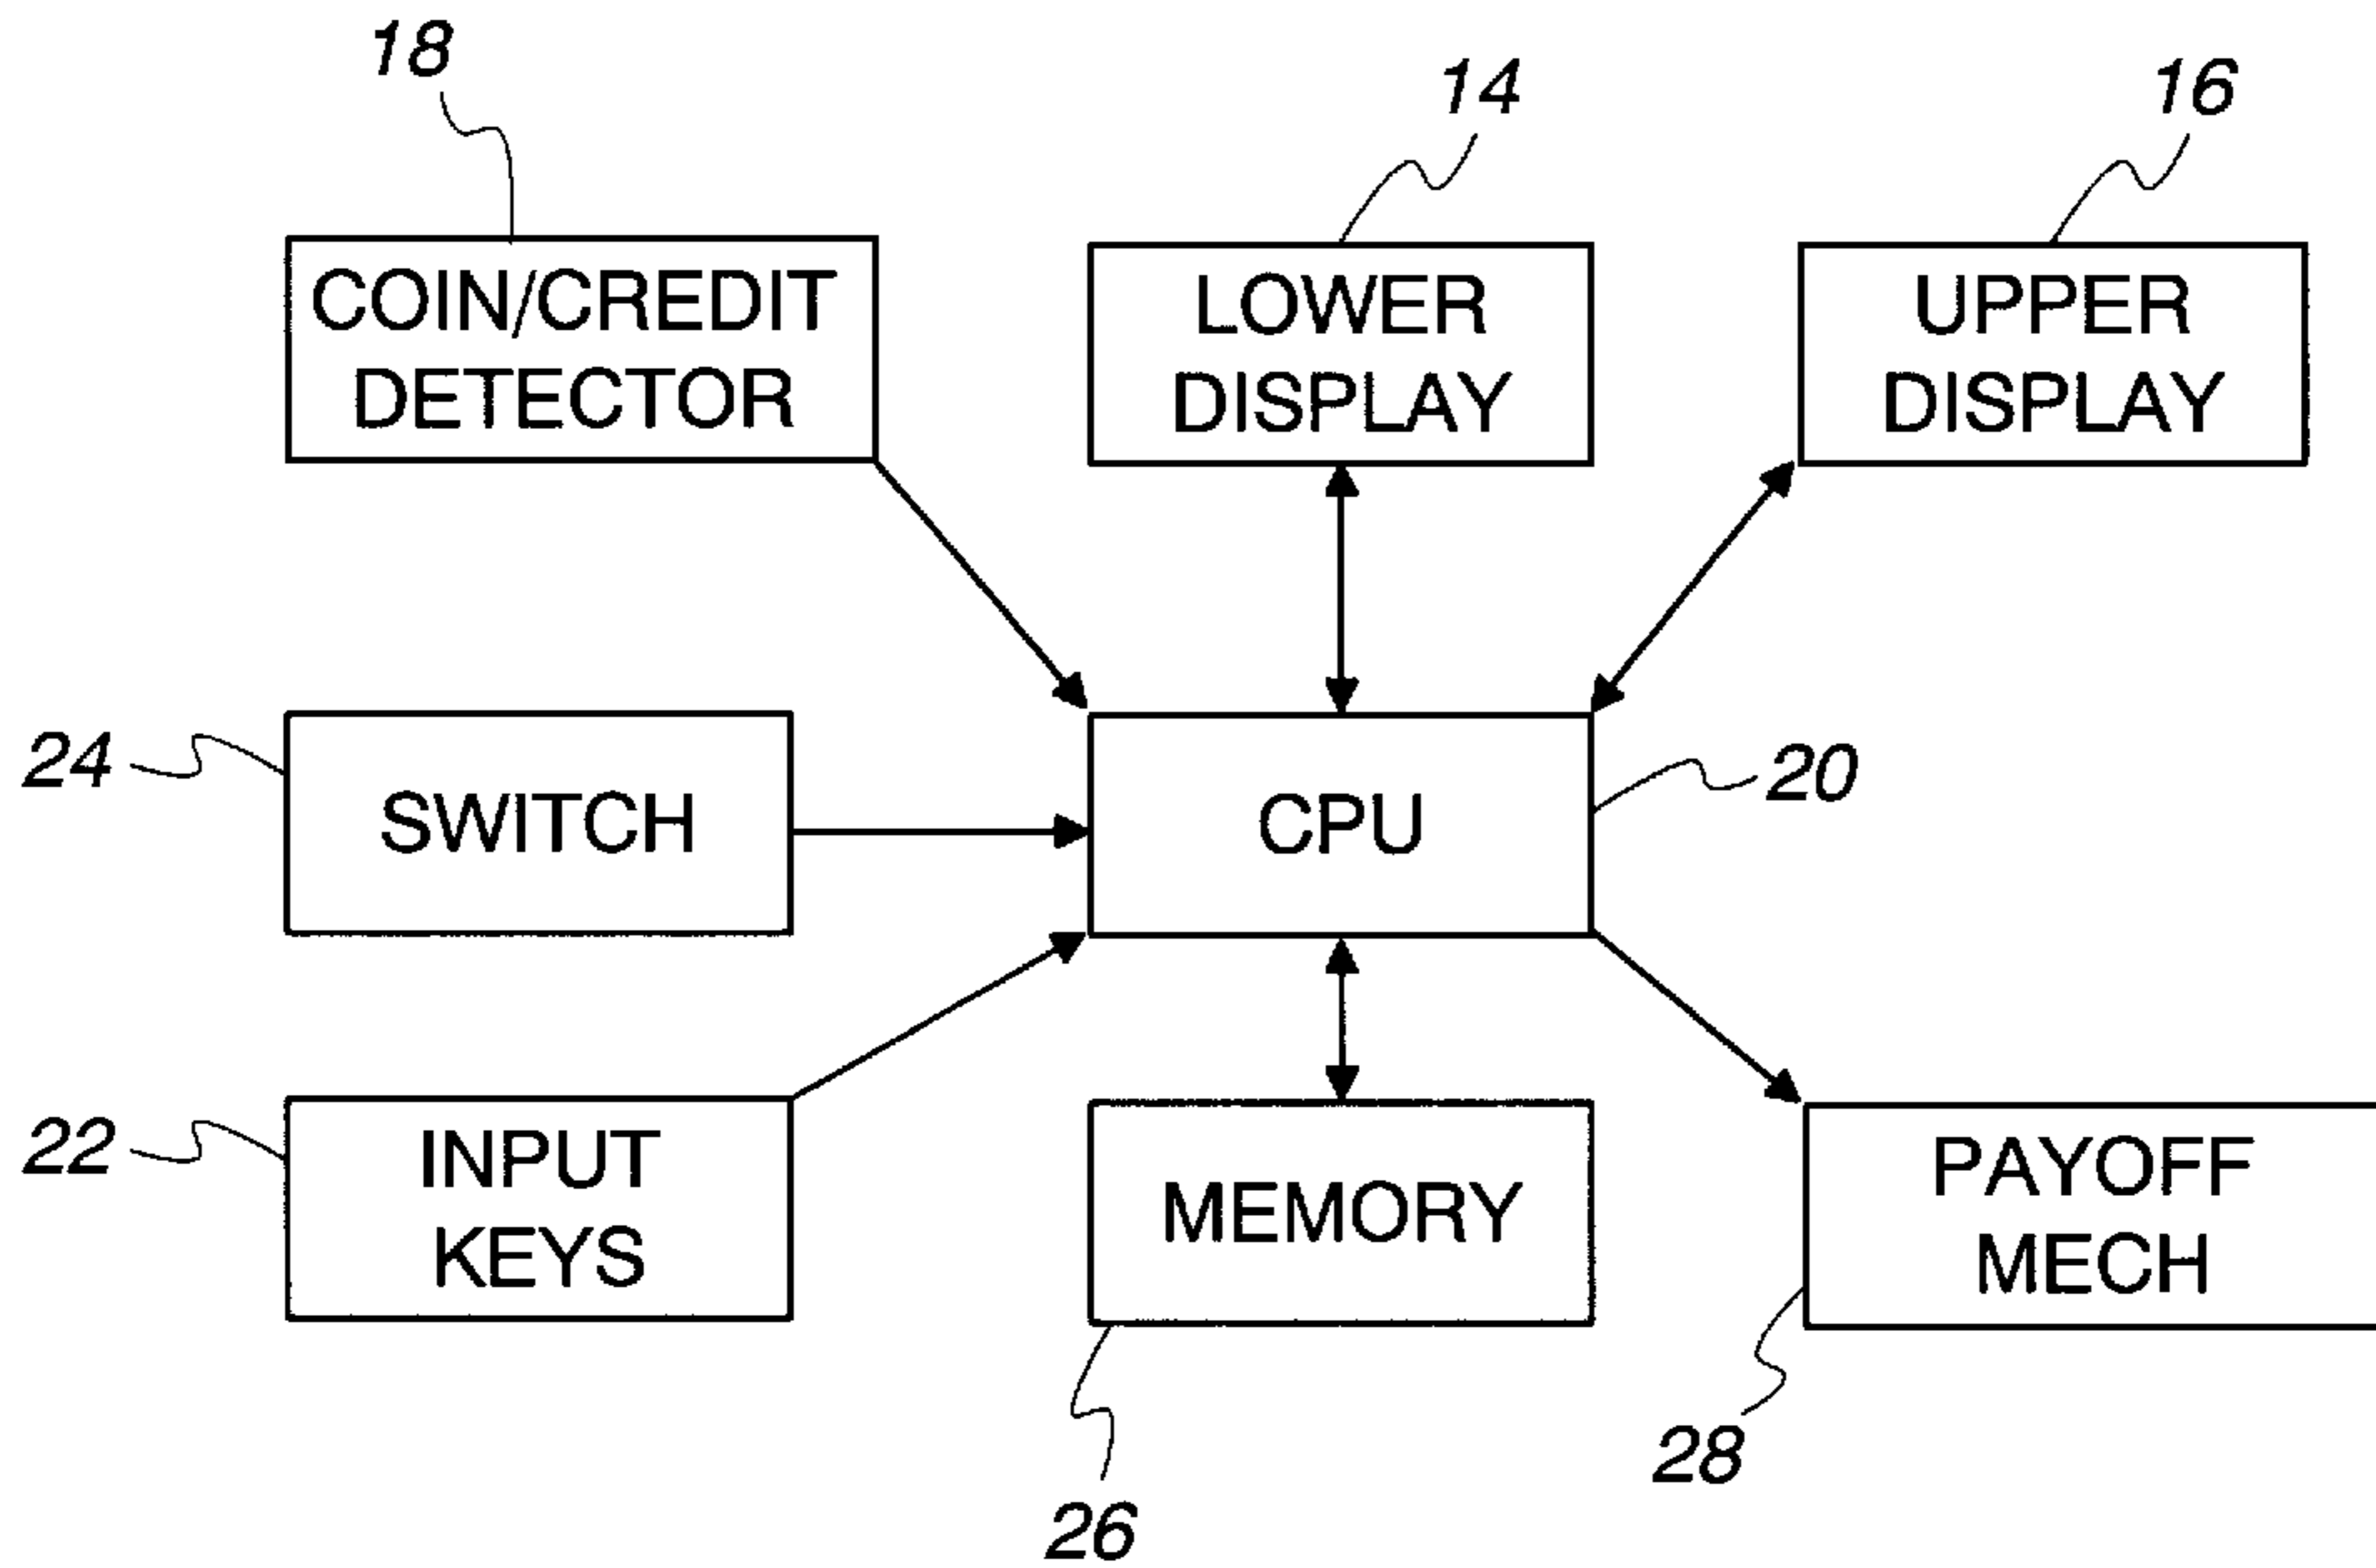 18
14
16
COIN/CREDIT
DETECTOR
LOWER
DISPLAY
UPPER
DISPLAY
24
SWITCH
CPU
20
22
INPUT
KEYS
MEMORY
PAYOFF
MECH
26
28